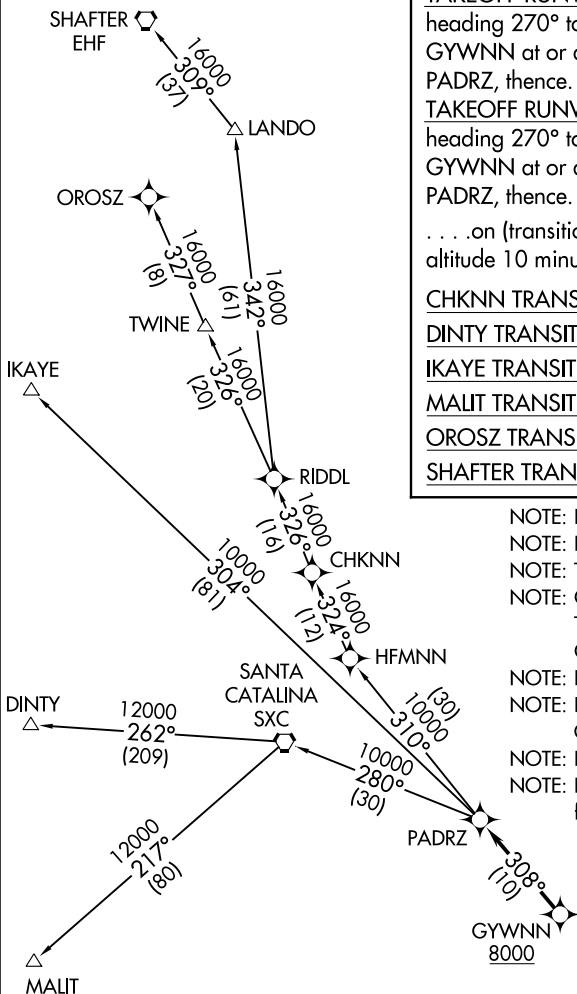 TAKEOFF RUNW
heading 270° to
GYWNN at or a
PADRZ, thence.
TAKEOFF RUNW
heading 270° to
GYWNN at or a
PADRZ, thence.
. . . .on (transitio
altitude 10 minu
CHKNN TRANS
DINTY TRANSIT
IKAYE TRANSIT
MALIT TRANSIT
OROSZ TRANS
SHAFTER TRAN
SHAFTER
EHF
16000
309°
(37)
LANDO
OROSZ
16000
327°
(8)
16000
342°
(61)
TWINE
16000
326°
(20)
IKAYE
RIDDL
16000
326°
(16)
CHKNN
10000
304°
(81)
16000
324°
(12)
HFMNN
SANTA
CATALINA
SXC
(30)
10000
310°
DINTY
12000
262°
(209)
10000
280°
(30)
PADRZ
12000
217°
(80)
308°
(10)
GYWNN
8000
MALIT
NOTE:
NOTE:
NOTE: T
NOTE:
NOTE:
NOTE:
NOTE:
NOTE: